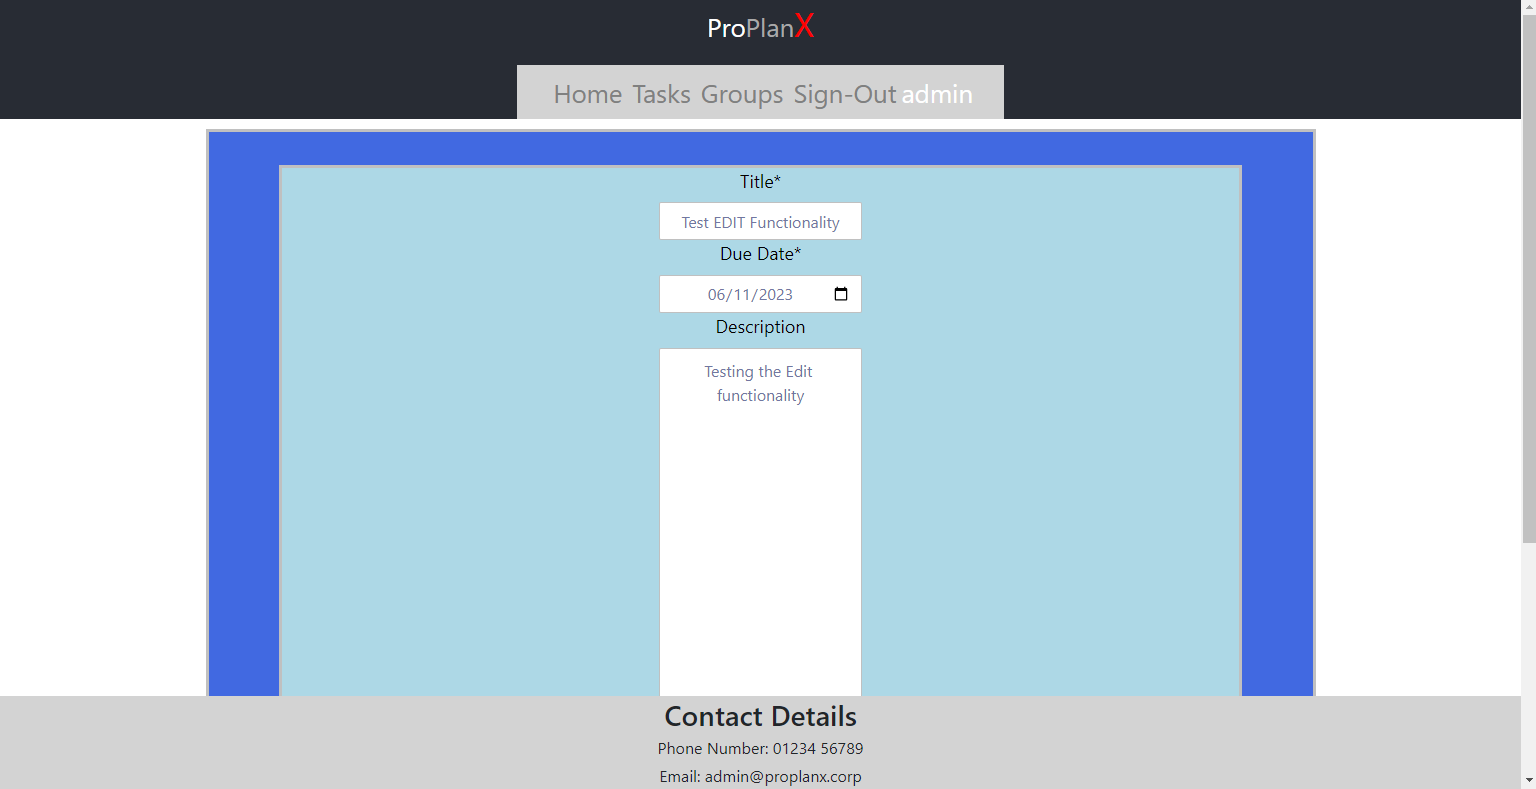 ProPlanX
Home Tasks Groups Sign-Out admin
Title*
Test EDIT Functionality
Due Date*
06/11/2023
Description
Testing the Edit
functionality
Contact Details
Phone Number: 01234 56789
Email: admin@proplanx.corp